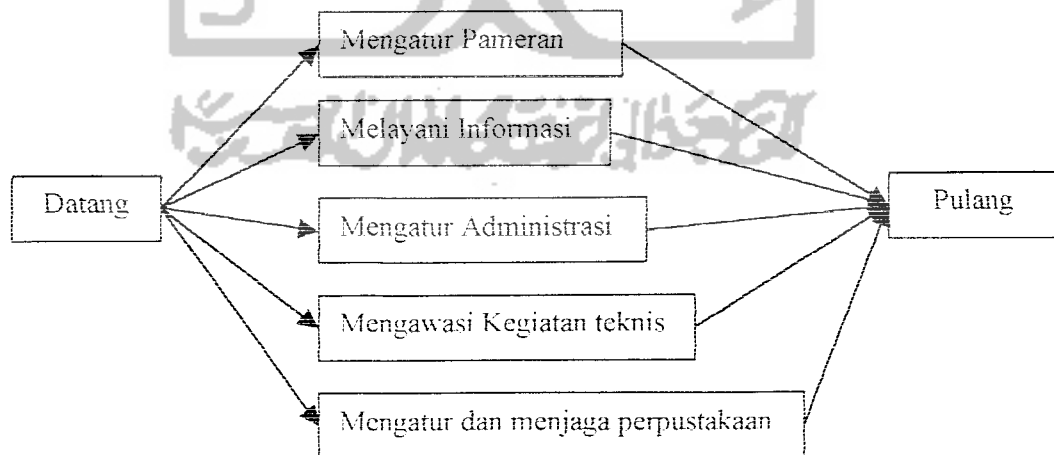 Mengatur Pameran
Melayani Informasi
Datang
Mengatur Administrasi
Pulang
Mengawasi Kegiatan teknis
Mengatur dan menjaga perpustakaan